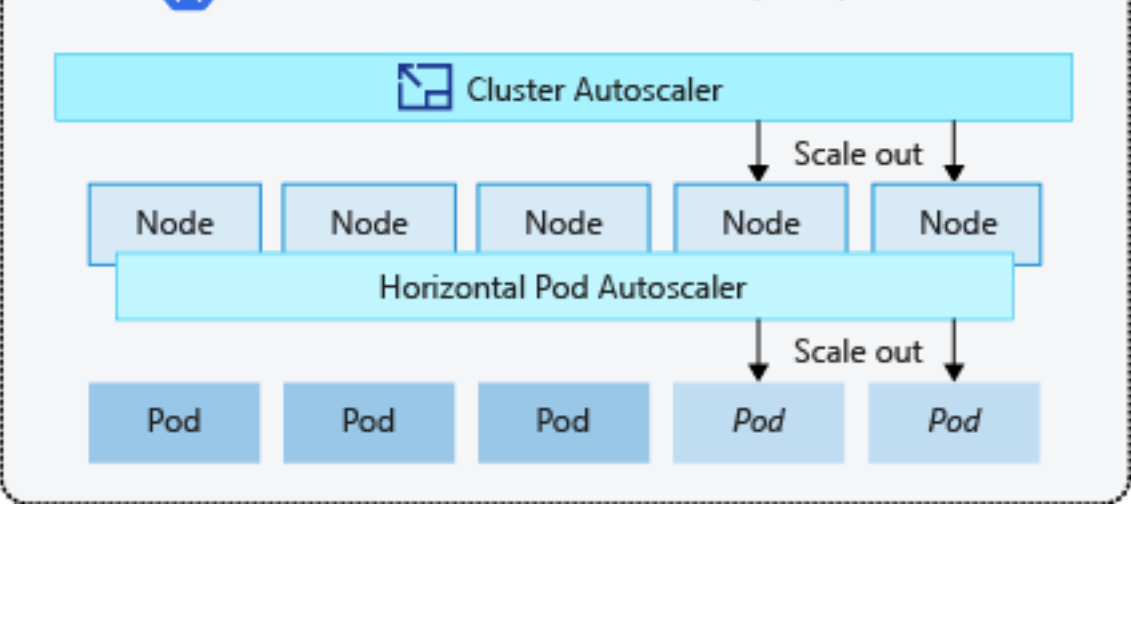 Cluster Autoscaler
Scale out
Node Node Node Node Node
Horizontal Pod Autoscaler
Scale out
Pod Pod Pod Pod Pod